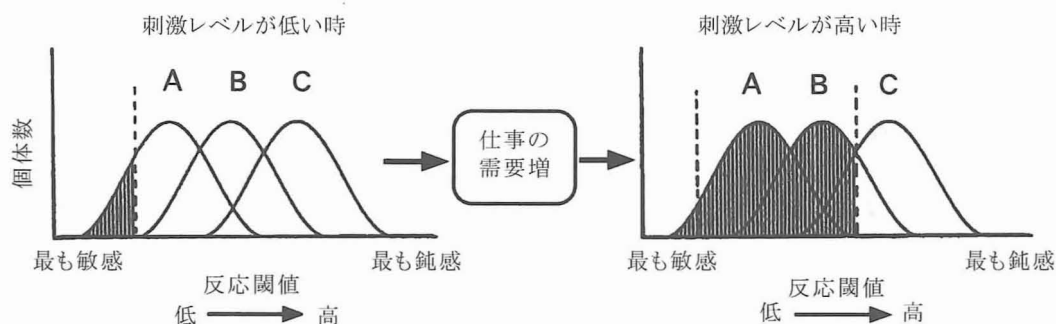 刺激レベルが低い時
A B C
個体数
最も敏感 最も鈍感
反応閾値
低 高
仕事の
需要増
刺激レベルが高い時
A B C
最も敏感 最も鈍感
反応閾値
低 高